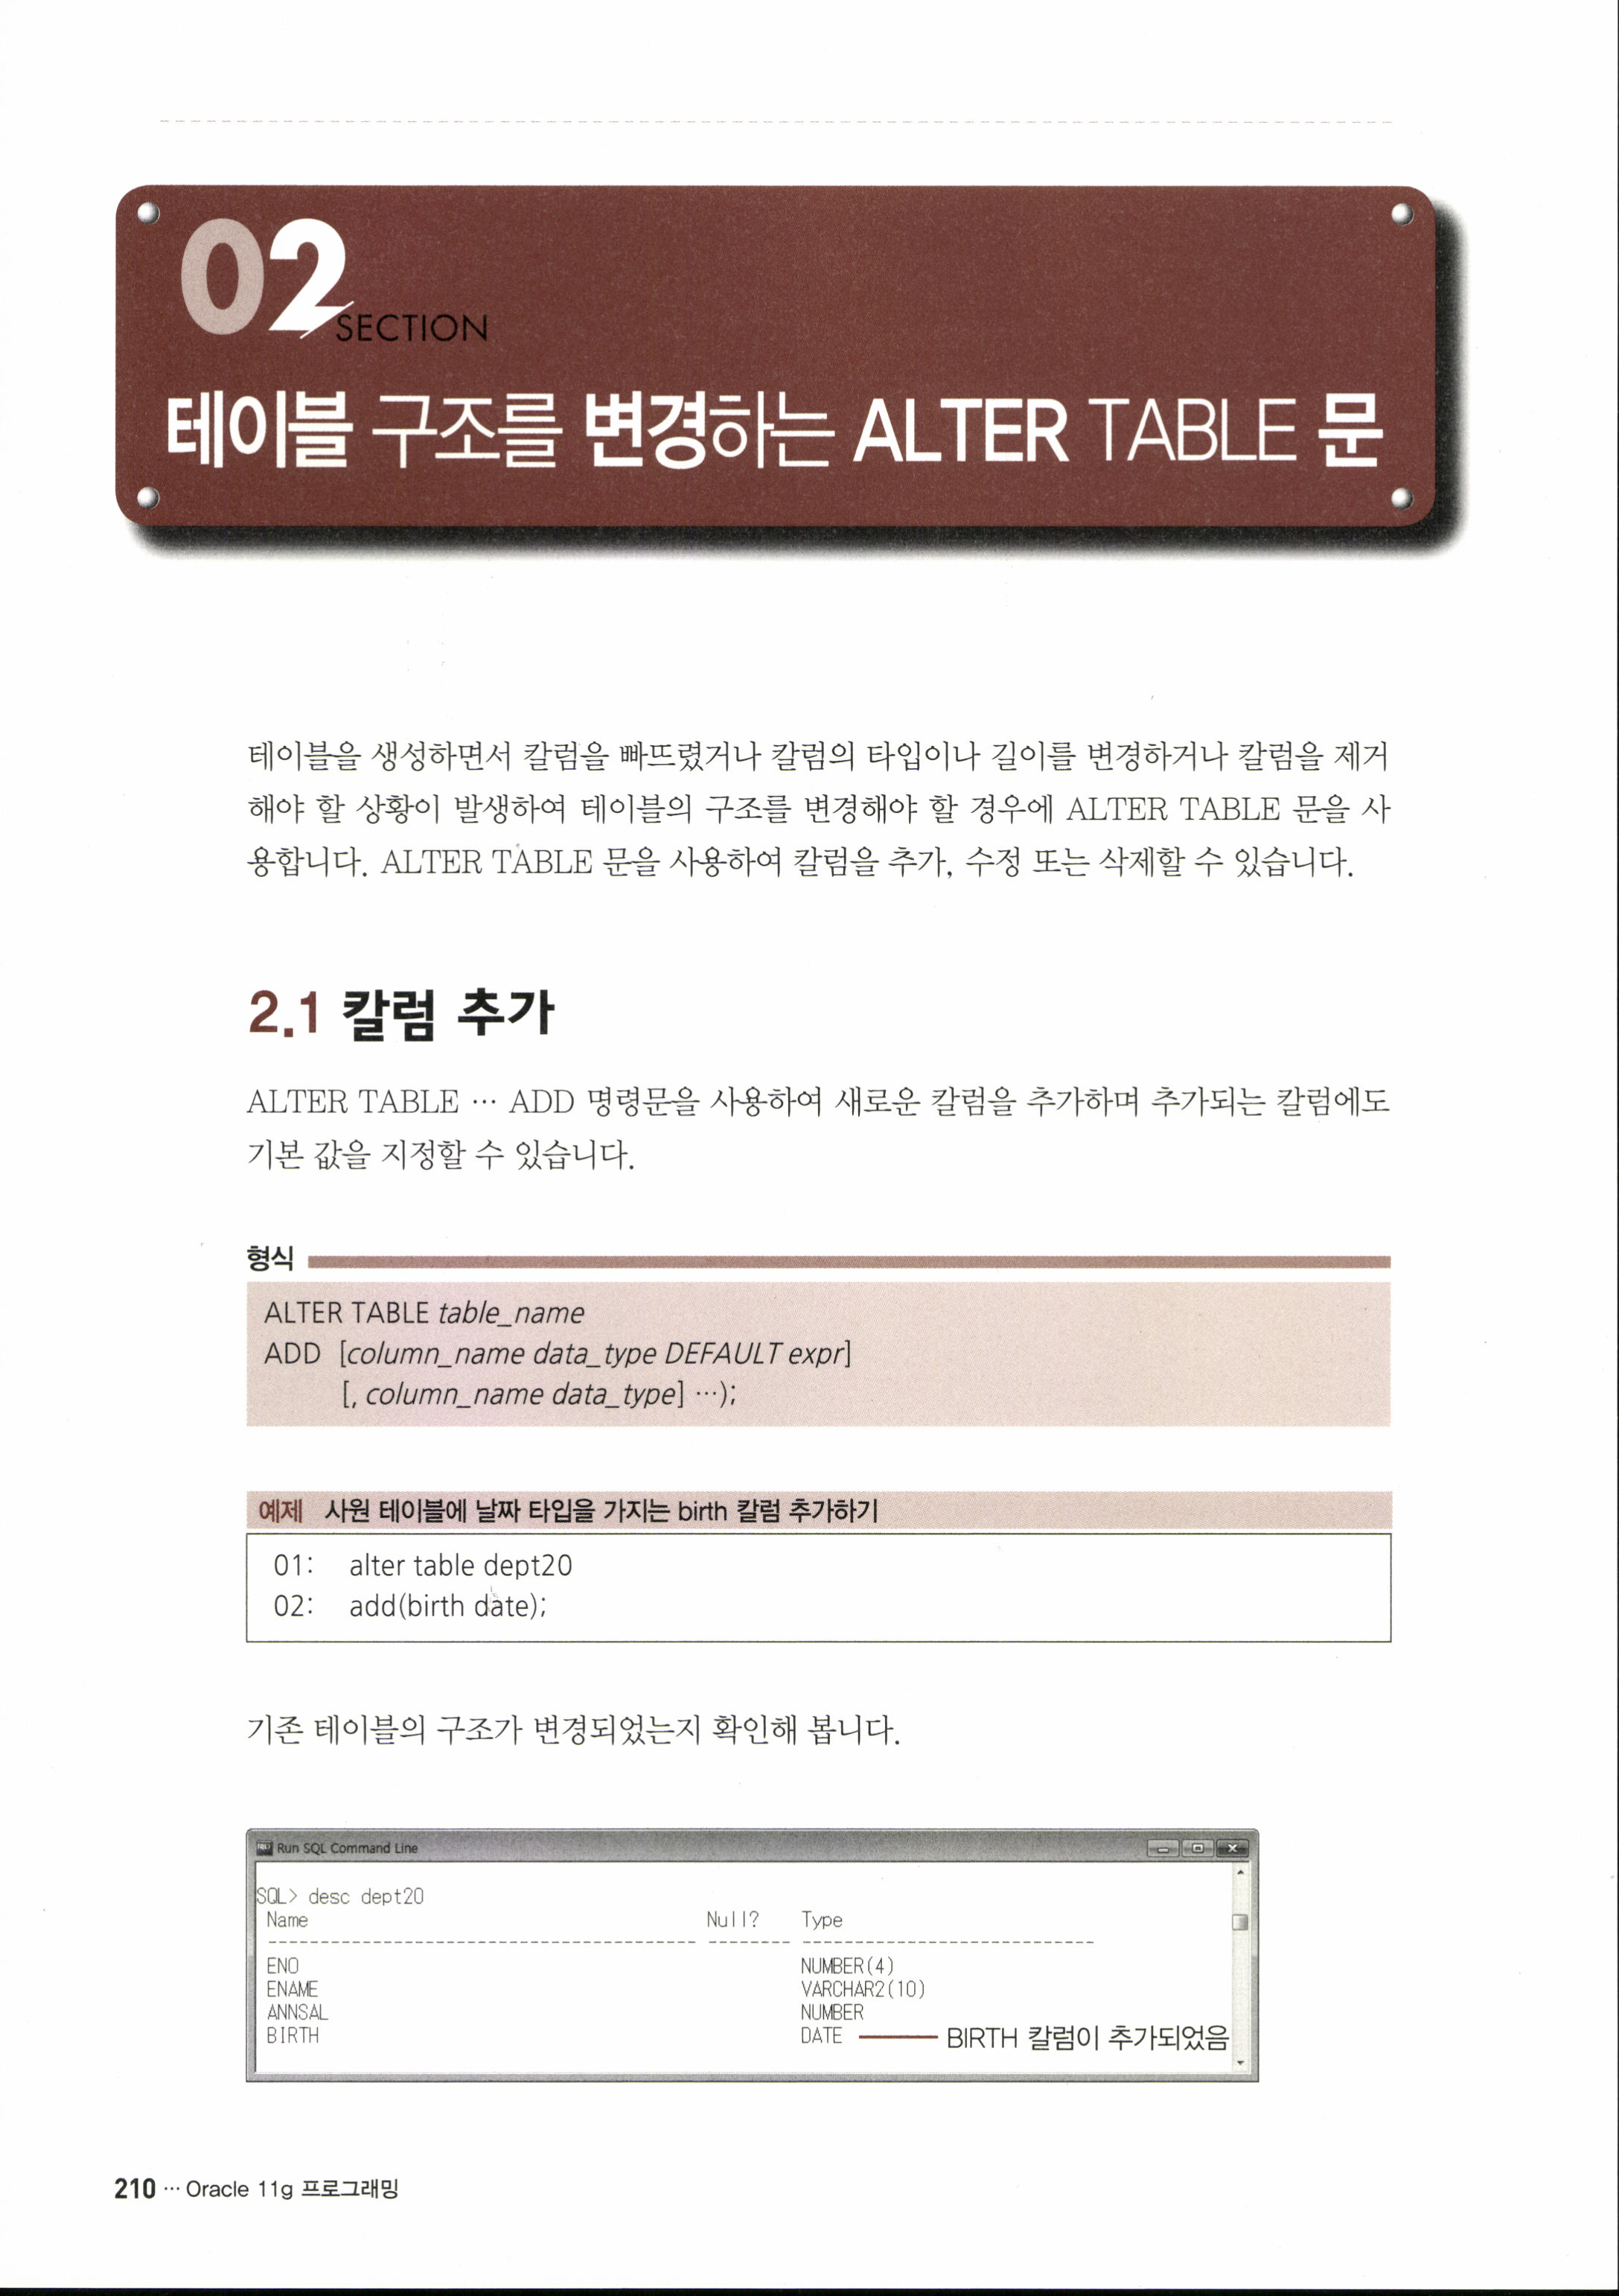 02
SECTION
테이블 구조를 변경하는 ALTER TABLE 문
테이블을 생성하면서 칼럼을 빠뜨렸거나 칼럼의 타입이나 길이를 변경하거나 칼럼을 제거
해야 할 상황이 발생하여 테이블의 구조를 변경해야 할 경우에 ALTER TABLE 문을 사
용합니다. ALTER TABLE 문을 사용하여 칼럼을 추가, 수정 또는 삭제할 수 있습니다.
2.1 칼럼 추가
ALTER TABLE … ADD 명령문을 사용하여 새로운 칼럼을 추가하며 추가되는 칼럼에도
기본 값을 지정할 수 있습니다.
형식
ALTER TABLE table_name
ADD [column_name data_type DEFAULT expr]
[, column_name data_type] …);
예제 사원 테이블에 날짜 타입을 가지는 birth 칼럼 추가하기
01: alter table dept20
02: add(birth date);
기존 테이블의 구조가 변경되었는지 확인해 봅니다.
Run SQL Command Line
SQL> desc dept20
Name Null? Type
ENO NUMBER(4)
ENAME VARCHAR2(10)
ANNSAL NUMBER
BIRTH DATE BIRTH 칼럼이 추가되었음
210 … Oracle 11g 프로그래밍